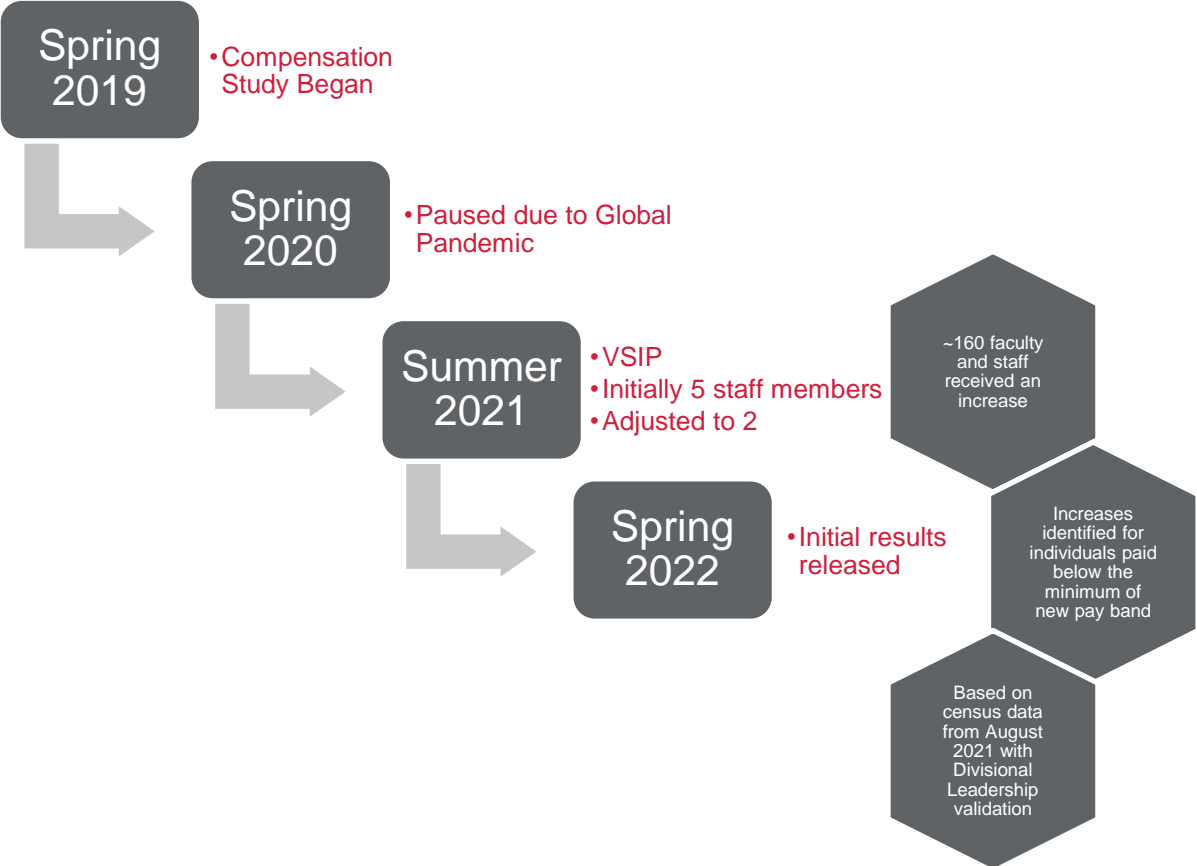 Spring
2019
•Compensation
Study Began
Spring
2020
•Paused due to Global
Pandemic
Summer
2021
•VSIP
•Initially 5 staff members
•Adjusted to 2
Spring
2022
•Initial results
released
~160 faculty
and staff
received an
increase
Increases
identified for
individuals paid
below the
minimum of
new pay band
Based on
census data
from August
2021 with
Divisional
Leadership
validation